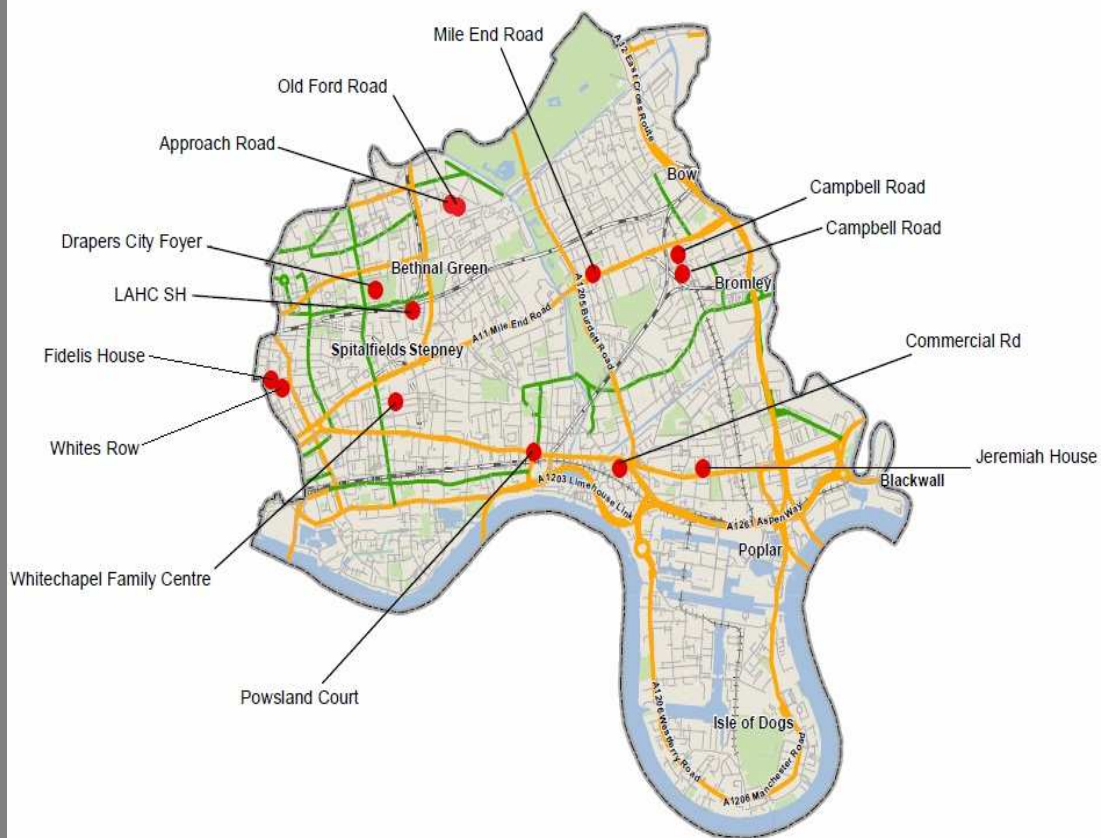 Mile End Road
Old Ford Road
Approach Road
Drapers City Foyer
LAHC SH
Fidelis House
Whites Row
Whitechapel Family Centre
Powsland Court
Campbell Road
Campbell Road
Commercial Rd
Jeremiah House
A12 East Cross Route
Bow
Bethnal Green
Bromley
A11 Mile End Road
A1205 Burdett Road
Spitalfields Stepney
A1203 Limehouse Link
Blackwall
A1261 Aspen Way
Poplar
Isle of Dogs
A1206 Westferry Road
A1206 Manchester Road